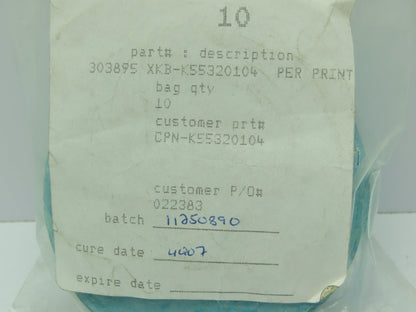 10
part# : description
303895 XKB-K55320104 PER PRINT
bag qty
10
customer prt#
CPN-K55320104
customer P/O#
022383
batch 11250890
cure date 4Q07
expire date